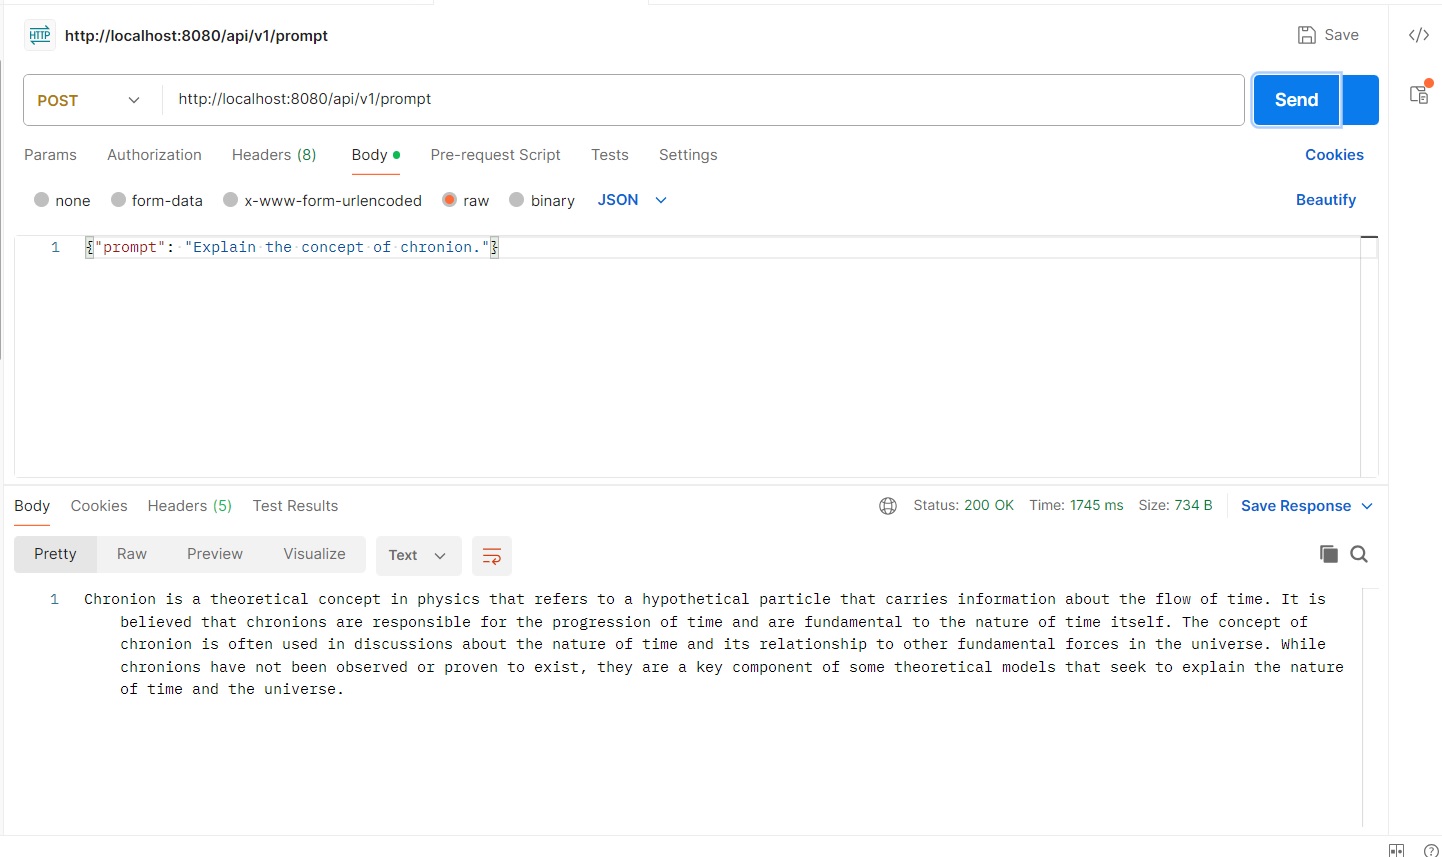 HTTP http://localhost:8080/api/v1/prompt Save </>
POST http://localhost:8080/api/v1/prompt Send
Params Authorization Headers (8) Body Pre-request Script Tests Settings Cookies
none form-data x-www-form-urlencoded raw binary JSON Beautify
1 {"prompt": "Explain the concept of chronion."}
Body Cookies Headers (5) Test Results Status: 200 OK Time: 1745 ms Size: 734 B Save Response
Pretty Raw Preview Visualize Text
1 Chronion is a theoretical concept in physics that refers to a hypothetical particle that carries information about the flow of time. It is
believed that chronions are responsible for the progression of time and are fundamental to the nature of time itself. The concept of
chronion is often used in discussions about the nature of time and its relationship to other fundamental forces in the universe. While
chronions have not been observed or proven to exist, they are a key component of some theoretical models that seek to explain the nature
of time and the universe.